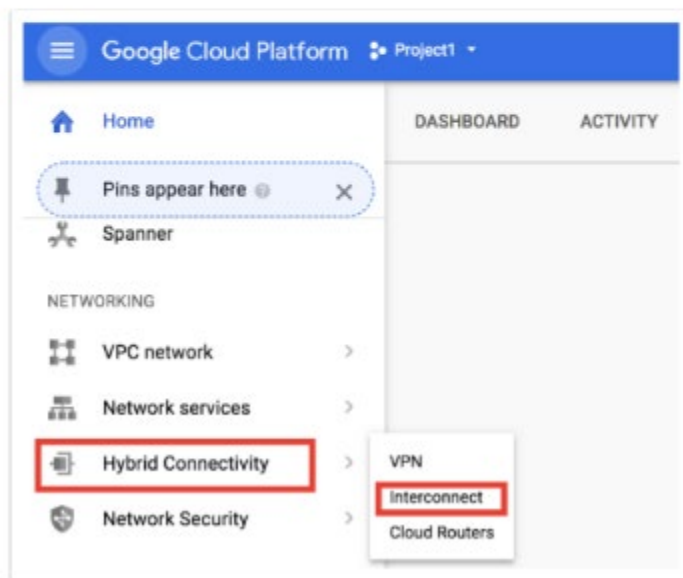 Google Cloud Platform Project1
Home
DASHBOARD ACTIVITY
Pins appear here
Spanner
NETWORKING
VPC network
Network services
Hybrid Connectivity
VPN
Interconnect
Network Security
Cloud Routers